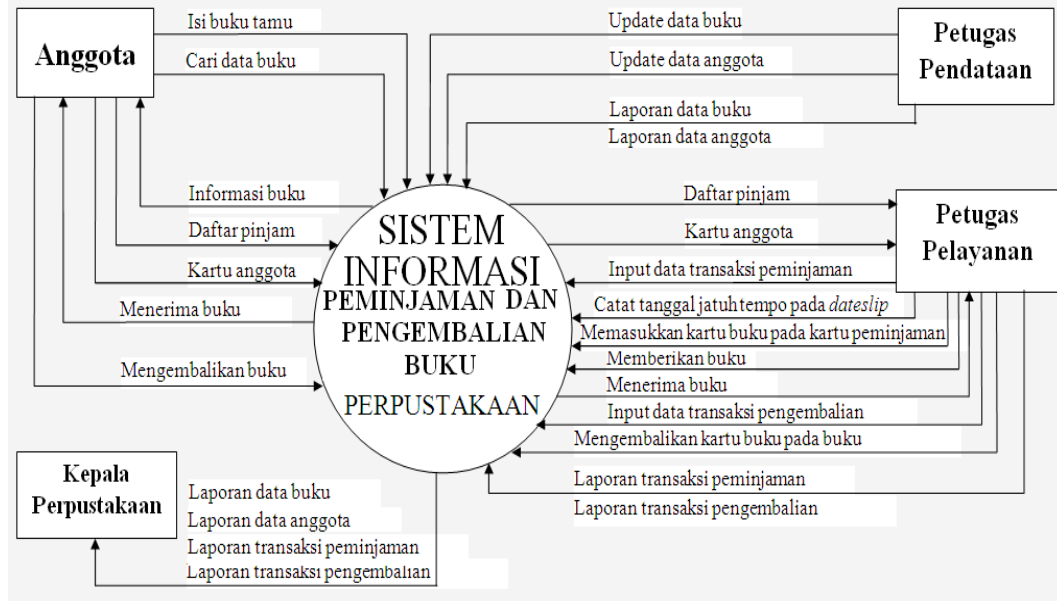 Anggota
Isi buku tamu
Cari data buku
Informasi buku
Daftar pinjam
Kartu anggota
Menerima buku
Mengembalikan buku
SISTEM
INFORMASI
PEMINJAMAN DAN
PENGEMBALIAN
BUKU
PERPUSTAKAAN
Update data buku
Update data anggota
Laporan data buku
Laporan data anggota
Petugas
Pendataan
Daftar pinjam
Kartu anggota
Input data transaksi peminjaman
Catat tanggal jatuh tempo pada dateslip
Memasukkan kartu buku pada kartu peminjaman
Memberikan buku
Menerima buku
Input data transaksi pengembalian
Mengembalikan kartu buku pada buku
Laporan transaksi peminjaman
Laporan transaksi pengembalian
Petugas
Pelayanan
Kepala
Perpustakaan
Laporan data buku
Laporan data anggota
Laporan transaksi peminjaman
Laporan transaksi pengembalian